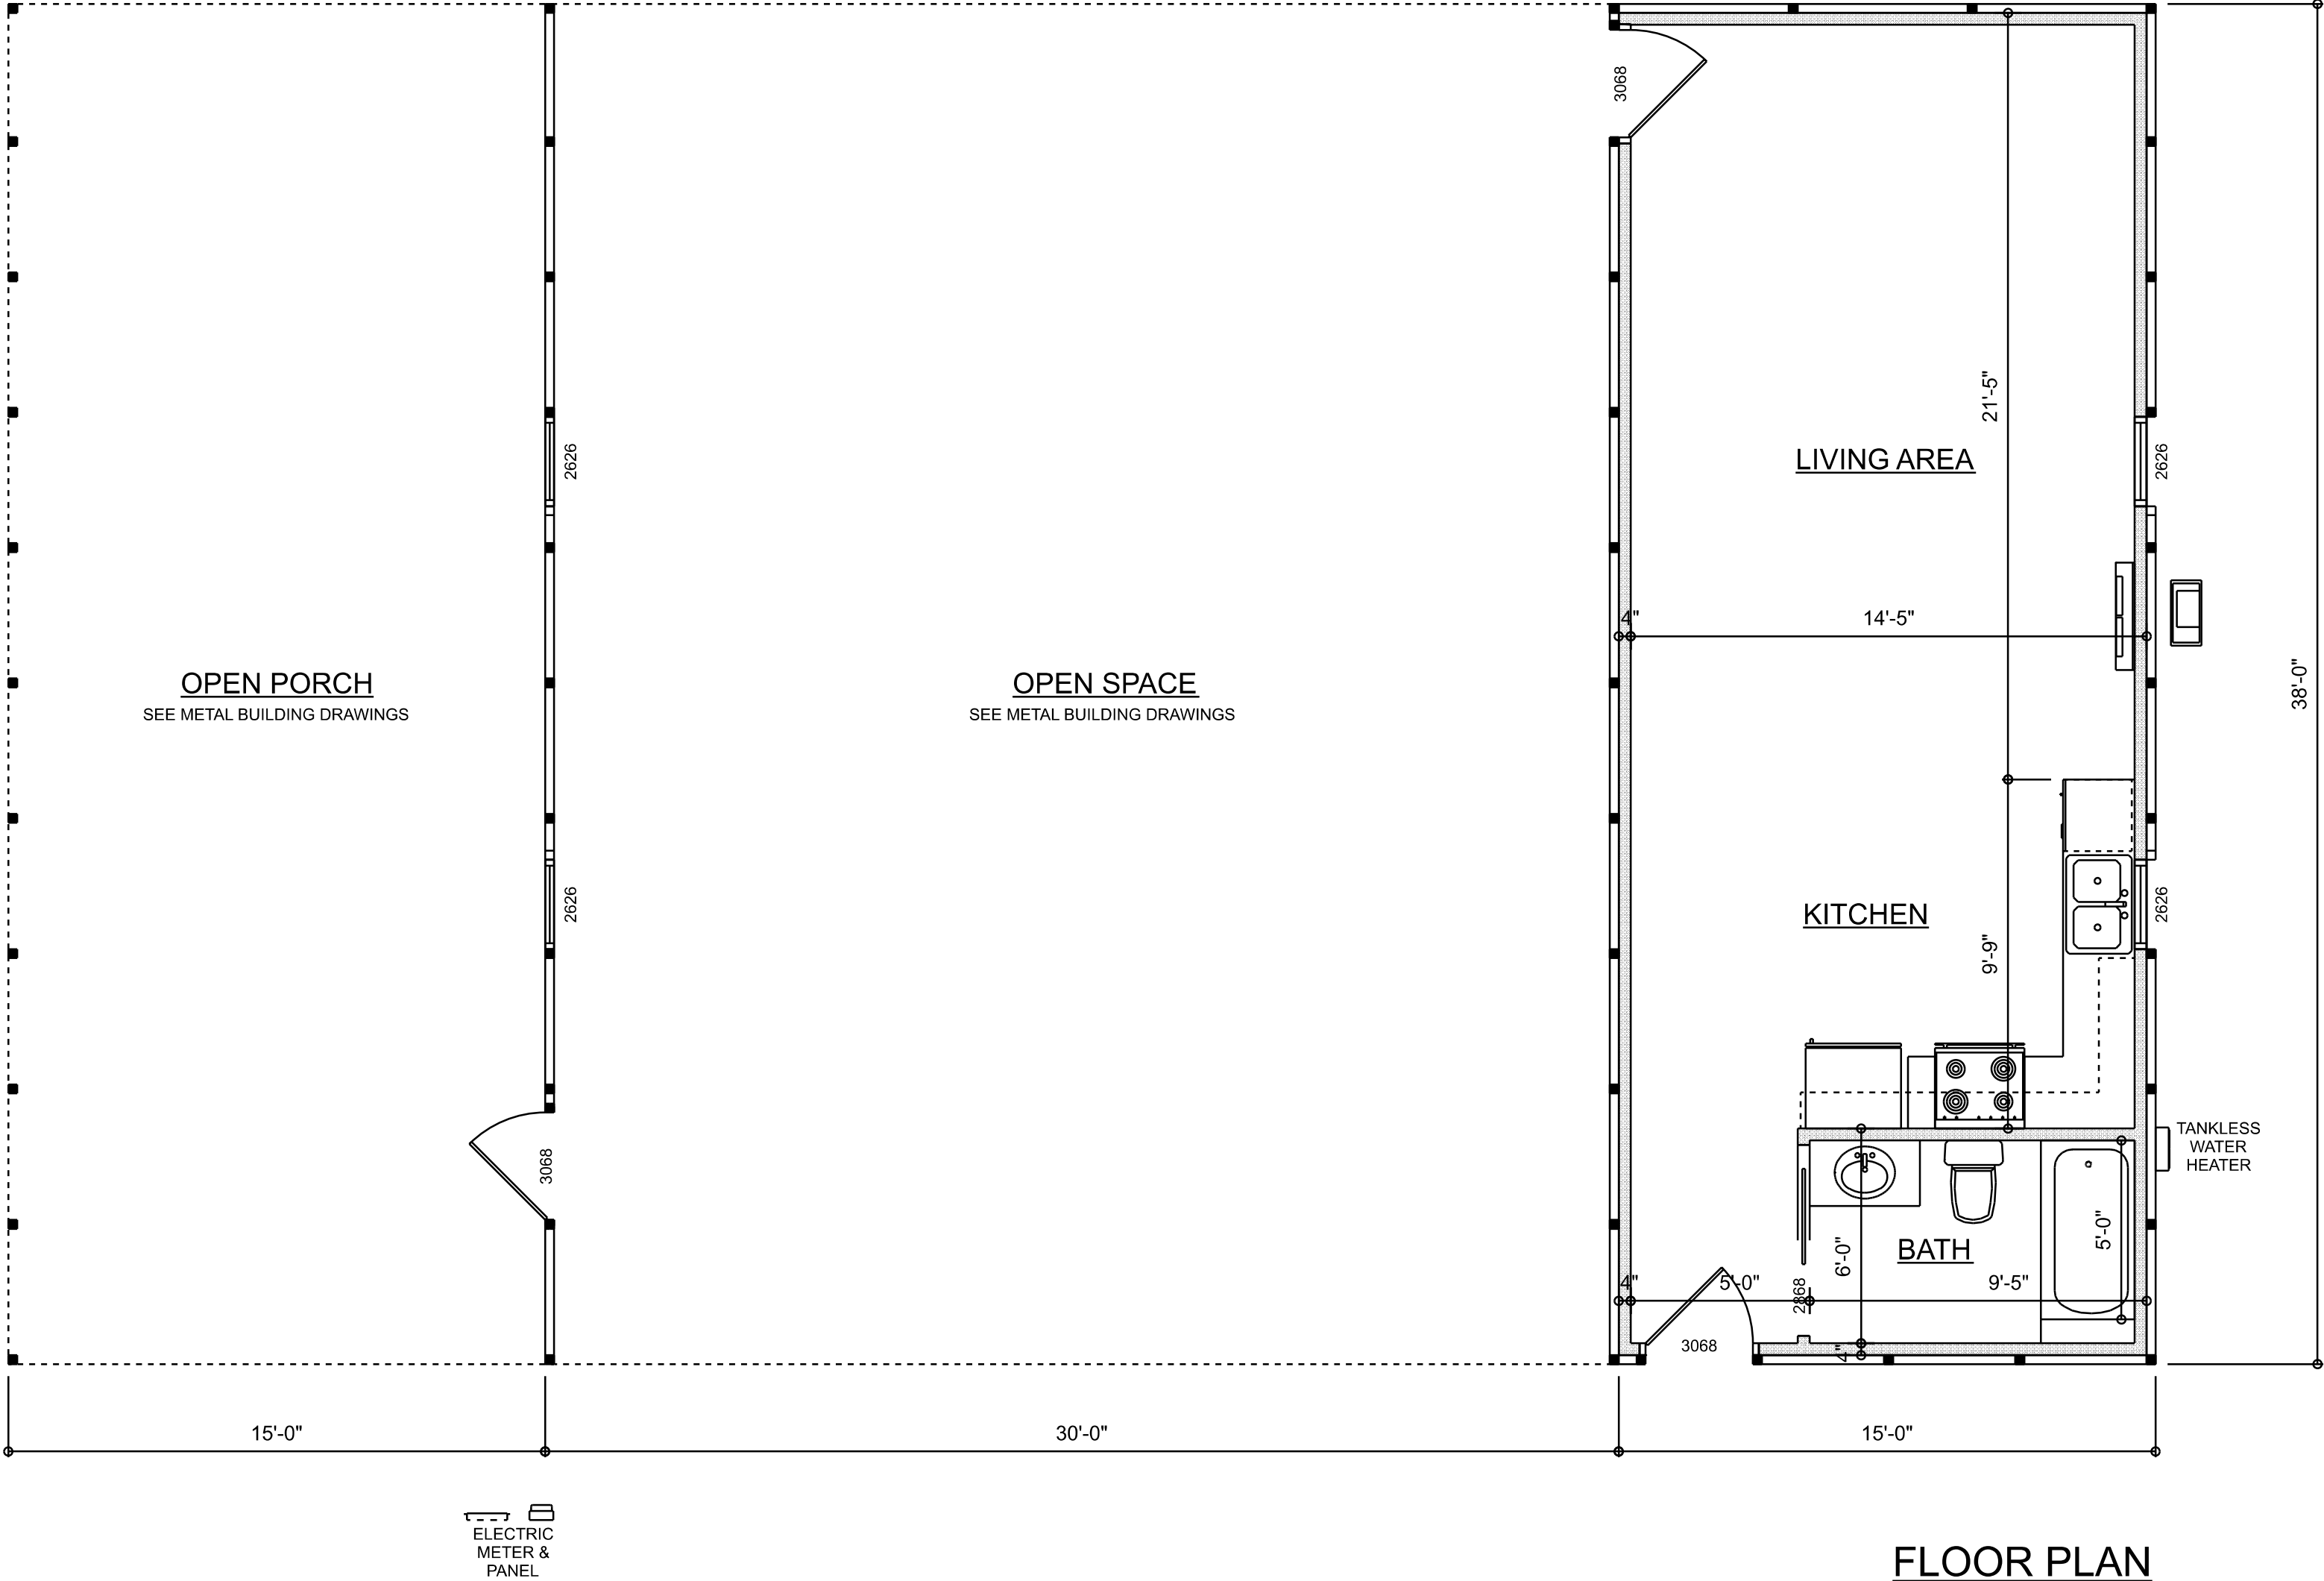 3068
21'-5"
2626
LIVING AREA
2626
4"
14'-5"
OPEN PORCH
SEE METAL BUILDING DRAWINGS
OPEN SPACE
SEE METAL BUILDING DRAWINGS
38'-0"
2626
KITCHEN
2626
9'-9"
3068
TANKLESS
WATER
HEATER
6'-0"
BATH
5'-0"
4"
5'-0"
2868
9'-5"
3068
4"
15'-0"
30'-0"
15'-0"
ELECTRIC
METER &
PANEL
FLOOR PLAN